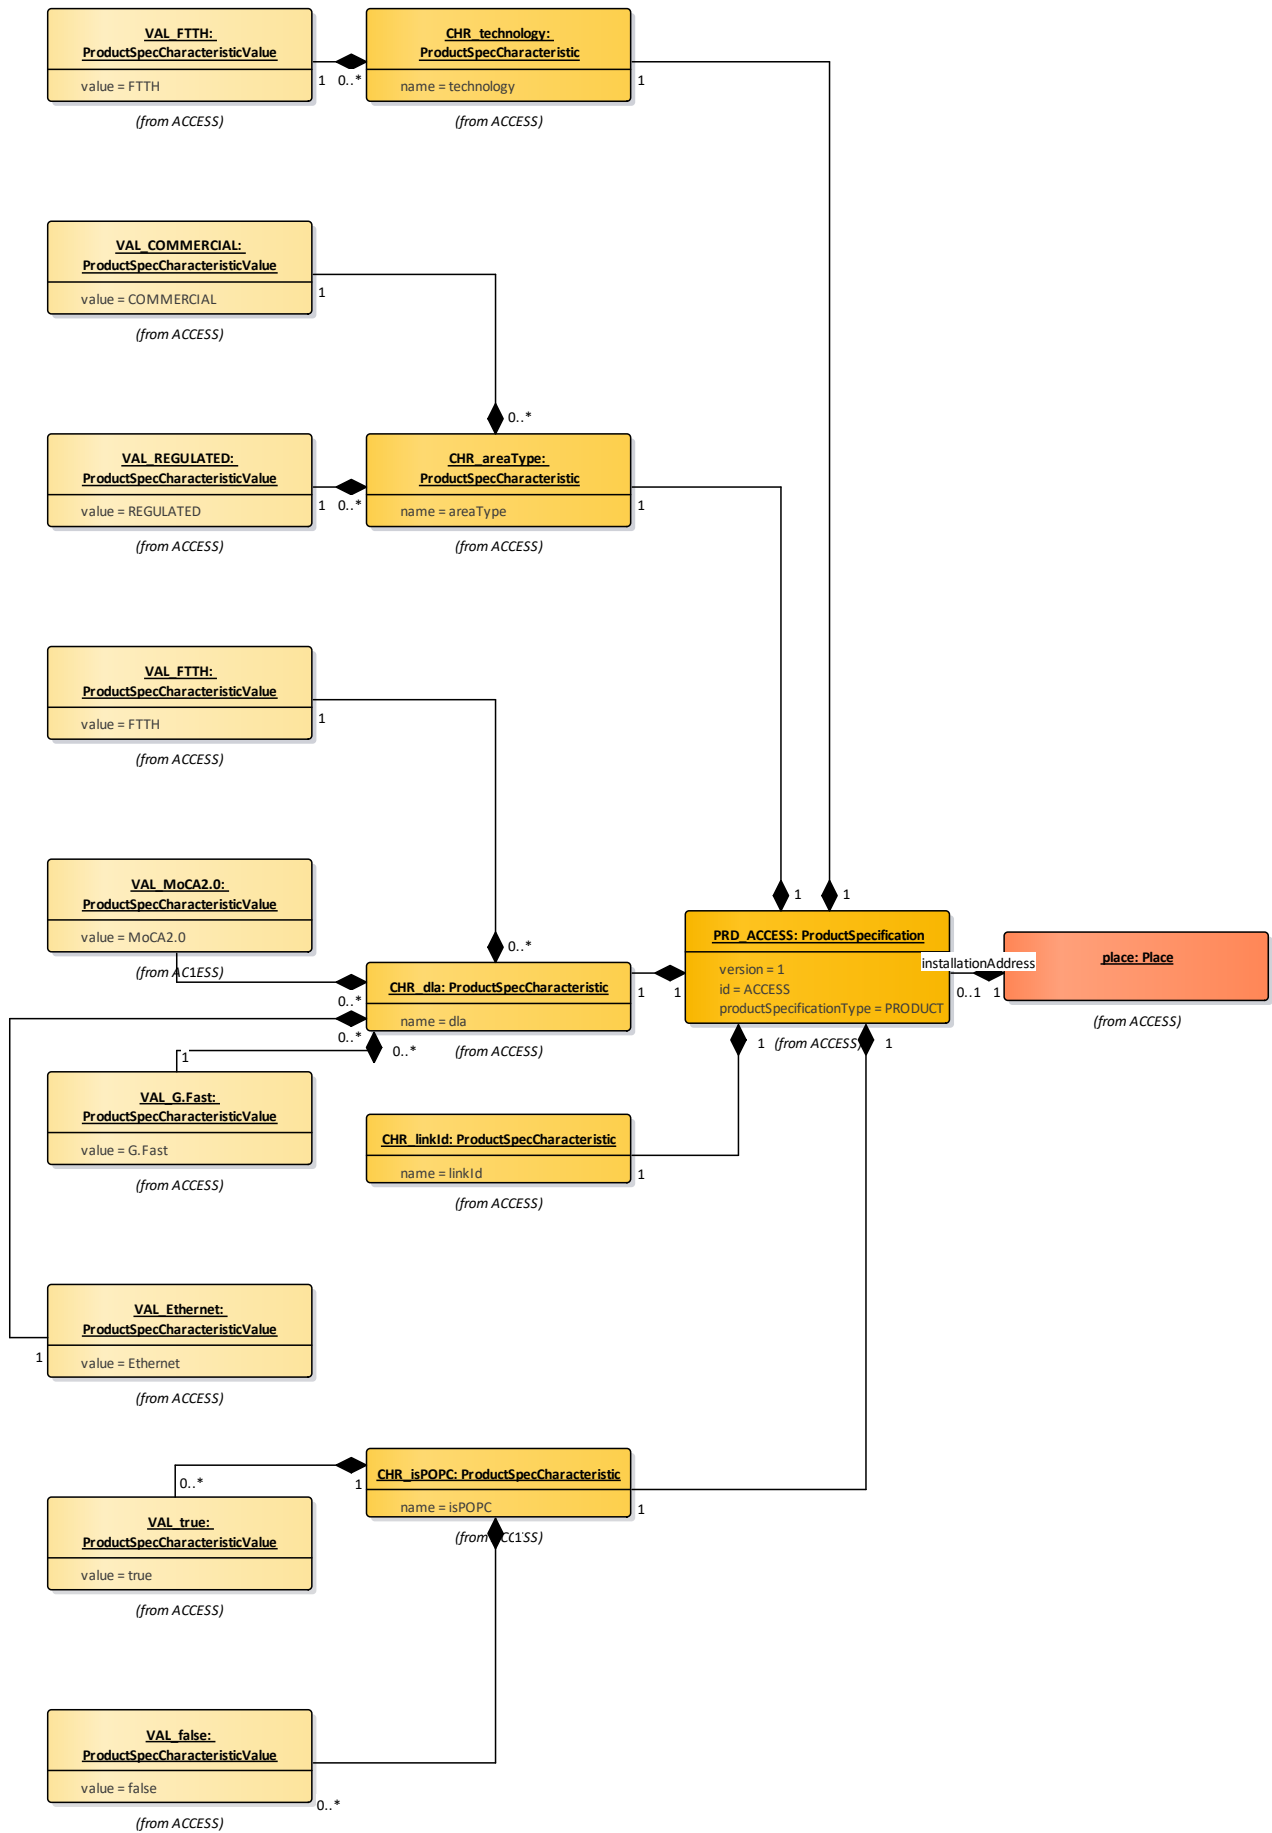 VAL_FTTH:
ProductSpecCharacteristicValue
value = FTTH
(from ACCESS)
1
0..*
CHR_technology:
ProductSpecCharacteristic
name = technology
(from ACCESS)
1
VAL_COMMERCIAL:
ProductSpecCharacteristicValue
value = COMMERCIAL
(from ACCESS)
1
0..*
VAL_REGULATED:
ProductSpecCharacteristicValue
value = REGULATED
(from ACCESS)
1
0..*
CHR_areaType:
ProductSpecCharacteristic
name = areaType
(from ACCESS)
1
VAL_FTTH:
ProductSpecCharacteristicValue
value = FTTH
(from ACCESS)
1
0..*
VAL_MoCA2.0:
ProductSpecCharacteristicValue
value = MoCA2.0
(from AC1ESS)
0..*
CHR_dla: ProductSpecCharacteristic
name = dla
(from ACCESS)
1
1
0..*
0..*
1
1
1
PRD_ACCESS: ProductSpecification
version = 1
id = ACCESS
productSpecificationType = PRODUCT
(from ACCESS)
1
1
installationAddress
0..1
1
place: Place
(from ACCESS)
VAL_G.Fast:
ProductSpecCharacteristicValue
value = G.Fast
(from ACCESS)
CHR_linkId: ProductSpecCharacteristic
name = linkId
(from ACCESS)
1
VAL_Ethernet:
ProductSpecCharacteristicValue
value = Ethernet
(from ACCESS)
1
CHR_isPOPC: ProductSpecCharacteristic
name = isPOPC
(from ACC1SS)
1
1
0..*
VAL_true:
ProductSpecCharacteristicValue
value = true
(from ACCESS)
VAL_false:
ProductSpecCharacteristicValue
value = false
(from ACCESS)
0..*